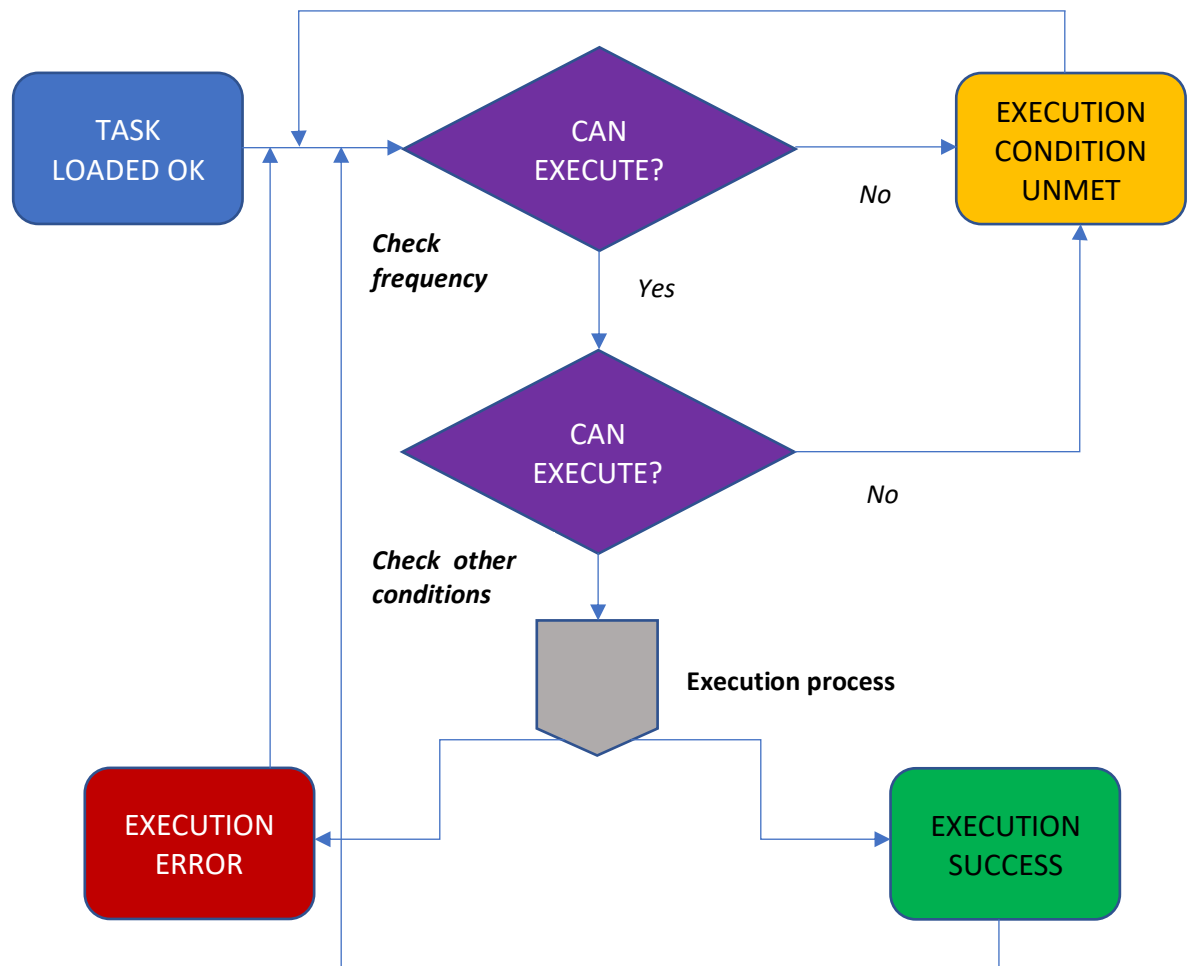 TASK
LOADED OK
CAN
EXECUTE?
EXECUTION
CONDITION
UNMET
No
Check
frequency
Yes
CAN
EXECUTE?
No
Check other
conditions
Execution process
EXECUTION
ERROR
EXECUTION
SUCCESS